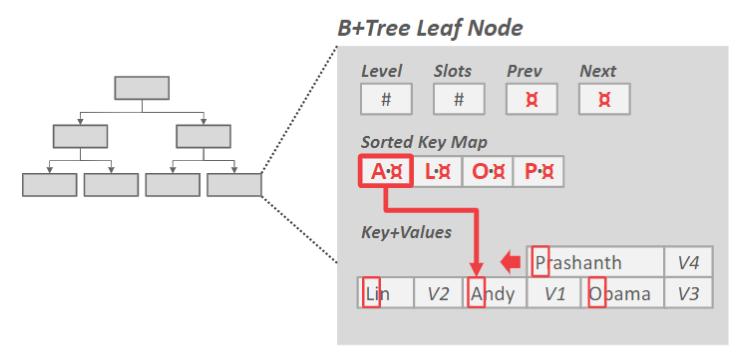 B+Tree Leaf Node
Level Slots Prev Next
# # ¤ ¤
Sorted Key Map
A·¤ L·¤ O·¤ P·¤
Key+Values
Prashanth V4
Lin V2 Andy V1 Obama V3